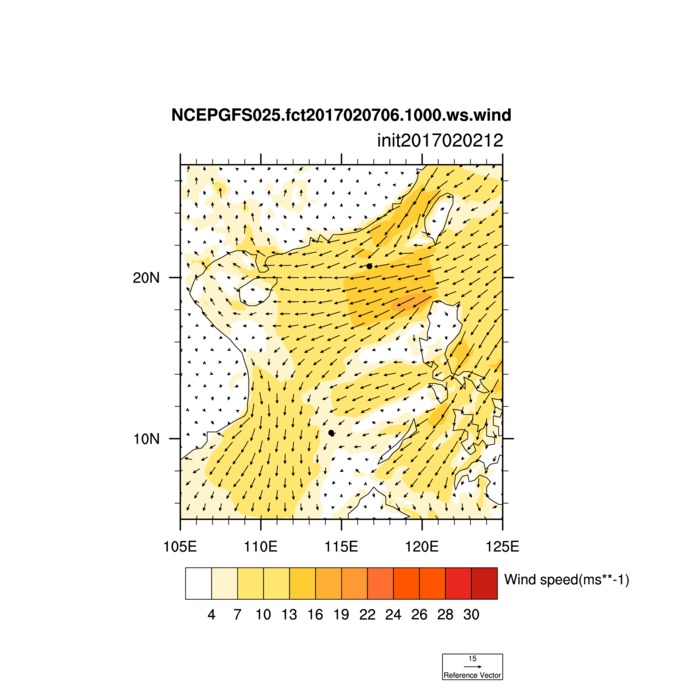 NCEPGFS025.fct2017020706.1000.ws.wind
init2017020212
20N
10N
105E 110E 115E 120E 125E
Wind speed(ms**-1)
4 7 10 13 16 19 22 24 26 28 30
15
Reference Vector